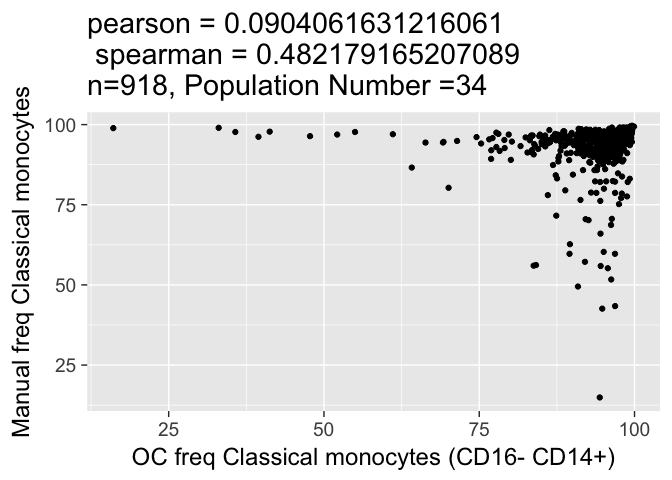 pearson = 0.0904061631216061
spearman = 0.482179165207089
n=918, Population Number =34
Manual freq Classical monocytes
100
75
50
25
25
50
75
100
OC freq Classical monocytes (CD16- CD14+)